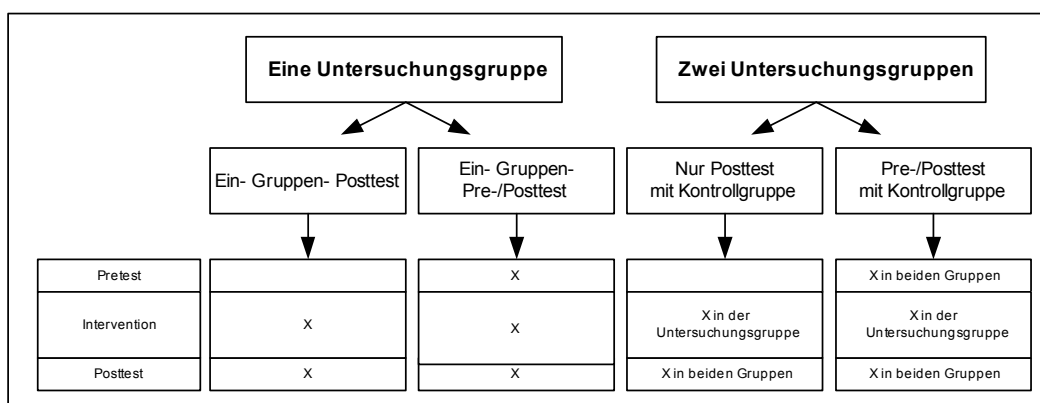 Eine Untersuchungsgruppe
Zwei Untersuchungsgruppen
Ein- Gruppen- Posttest
Ein- Gruppen-
Pre-/Posttest
Nur Posttest
mit Kontrollgruppe
Pre-/Posttest
mit Kontrollgruppe
Pretest
X
X in beiden Gruppen
Intervention
X
X
X in der
Untersuchungsgruppe
X in der
Untersuchungsgruppe
Posttest
X
X
X in beiden Gruppen
X in beiden Gruppen